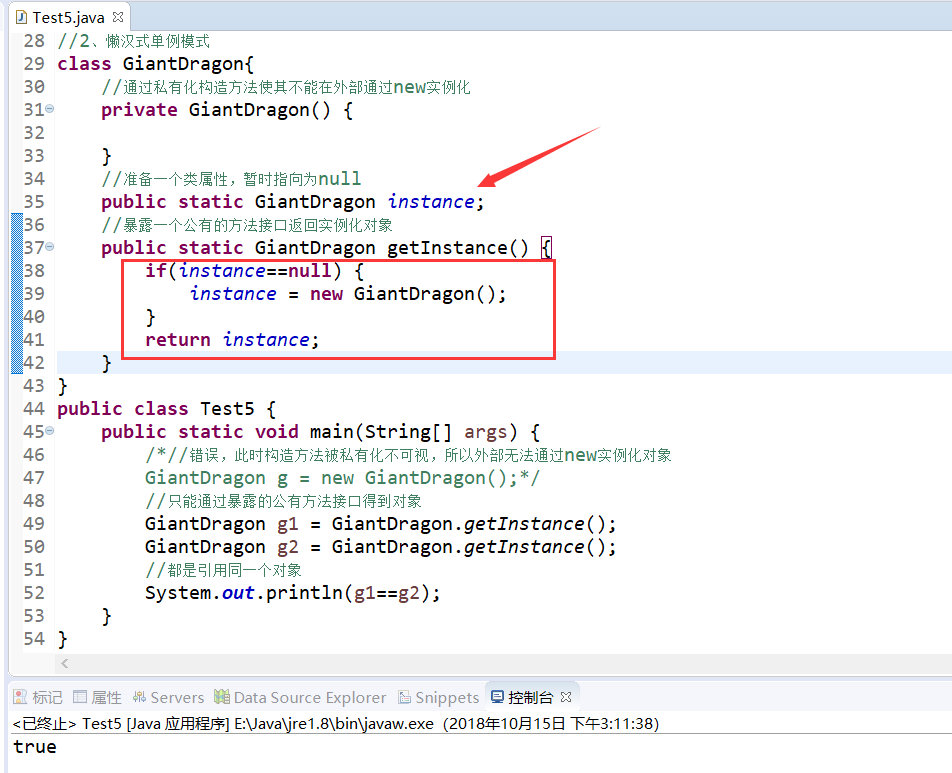 Test5.java
28 //2、懒汉式单例模式
29 class GiantDragon{
30     //通过私有化构造方法使其不能在外部通过new实例化
31     private GiantDragon() {
32
33     }
34     //准备一个类属性，暂时指向为null
35     public static GiantDragon instance;
36     //暴露一个公有的方法接口返回实例化对象
37     public static GiantDragon getInstance() {
38         if(instance==null) {
39             instance = new GiantDragon();
40         }
41         return instance;
42     }
43 }
44 public class Test5 {
45     public static void main(String[] args) {
46         /*//错误，此时构造方法被私有化不可视，所以外部无法通过new实例化对象
47         GiantDragon g = new GiantDragon();*/
48         //只能通过暴露的公有方法接口得到对象
49         GiantDragon g1 = GiantDragon.getInstance();
50         GiantDragon g2 = GiantDragon.getInstance();
51         //都是引用同一个对象
52         System.out.println(g1==g2);
53     }
54 }
标记 属性 Servers Data Source Explorer Snippets 控制台
<已终止> Test5 [Java 应用程序] E:\Java\jre1.8\bin\javaw.exe（2018年10月15日 下午3:11:38）
true